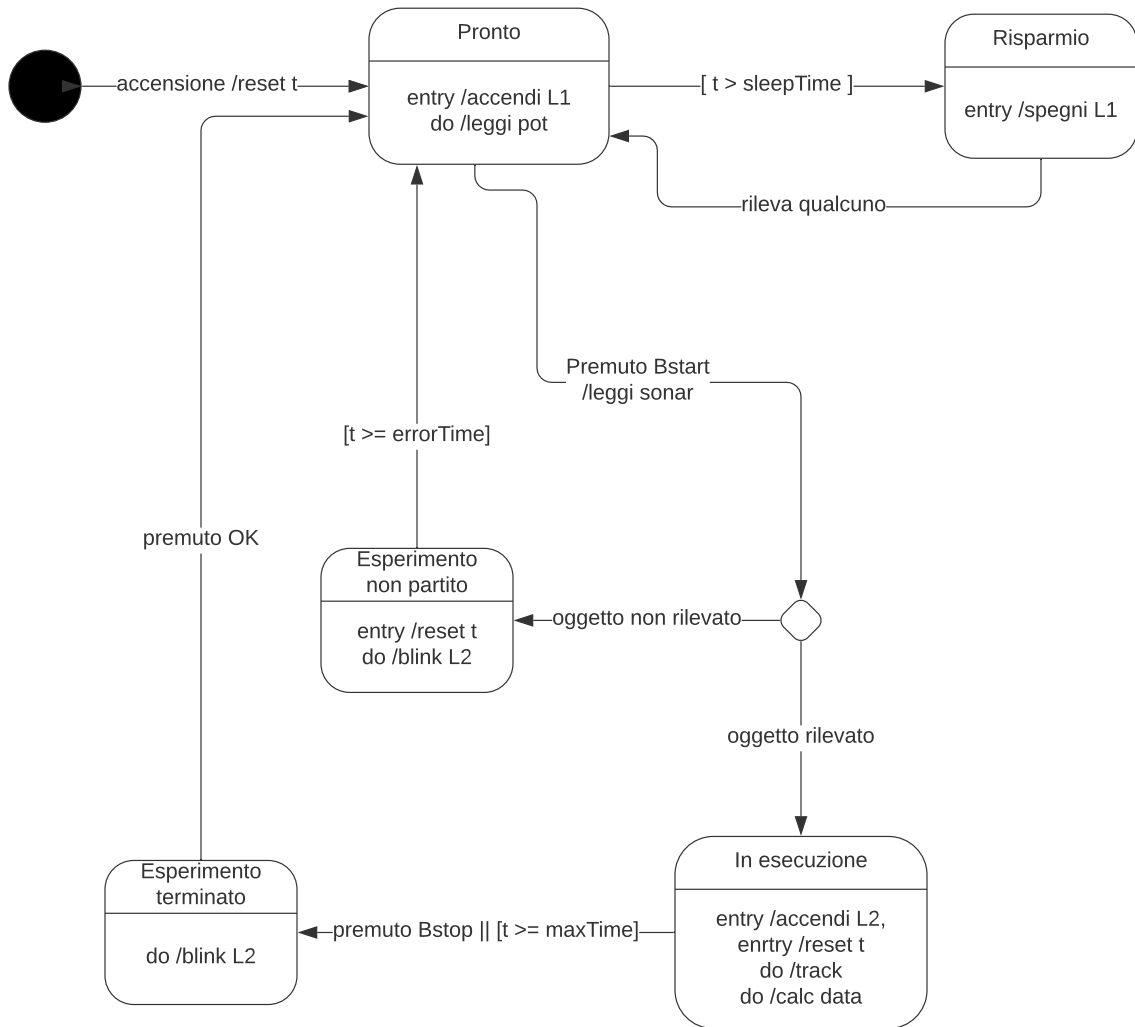 Pronto
entry /accendi L1
do /leggi pot
Risparmio
entry /spegni L1
accensione /reset t
[ t > sleepTime ]
rileva qualcuno
Premuto Bstart
/leggi sonar
[t >= errorTime]
premuto OK
Esperimento
non partito
entry /reset t
do /blink L2
oggetto non rilevato
oggetto rilevato
In esecuzione
entry /accendi L2,
enrtry /reset t
do /track
do /calc data
Esperimento
terminato
do /blink L2
premuto Bstop || [t >= maxTime]